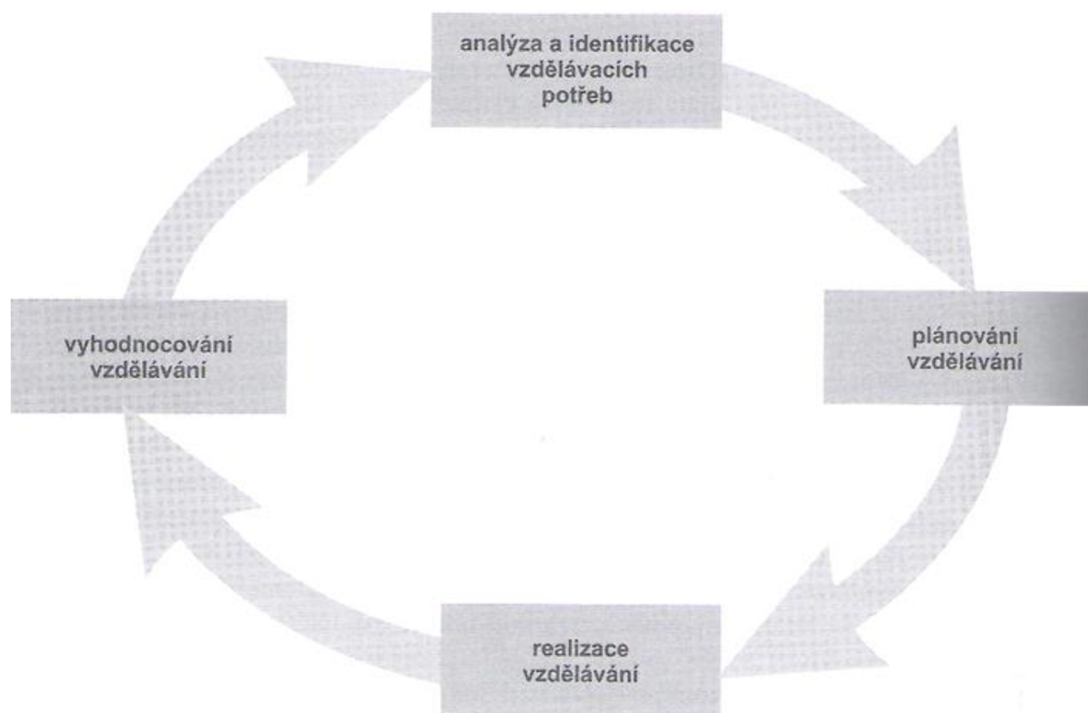 analýza a identifikace
vzdělávacích
potřeb
plánování
vzdělávání
realizace
vzdělávání
vyhodnocování
vzdělávání